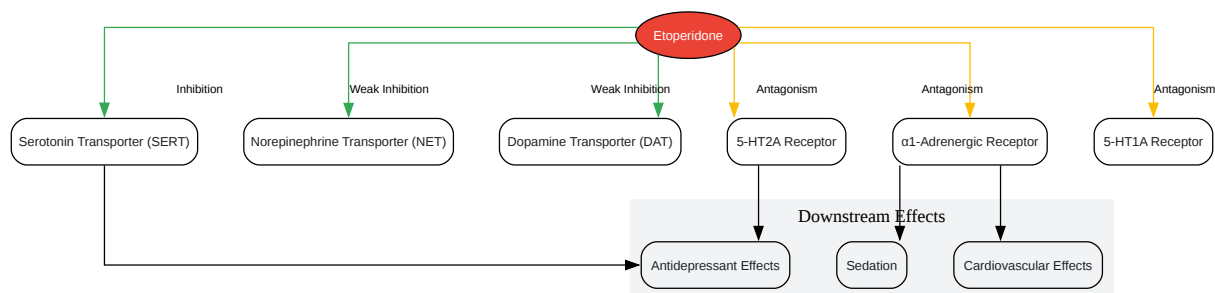 Etoperidone
Inhibition
Weak Inhibition
Weak Inhibition
Antagonism
Antagonism
Antagonism
Serotonin Transporter (SERT)
Norepinephrine Transporter (NET)
Dopamine Transporter (DAT)
5-HT2A Receptor
α1-Adrenergic Receptor
5-HT1A Receptor
Downstream Effects
Antidepressant Effects
Sedation
Cardiovascular Effects